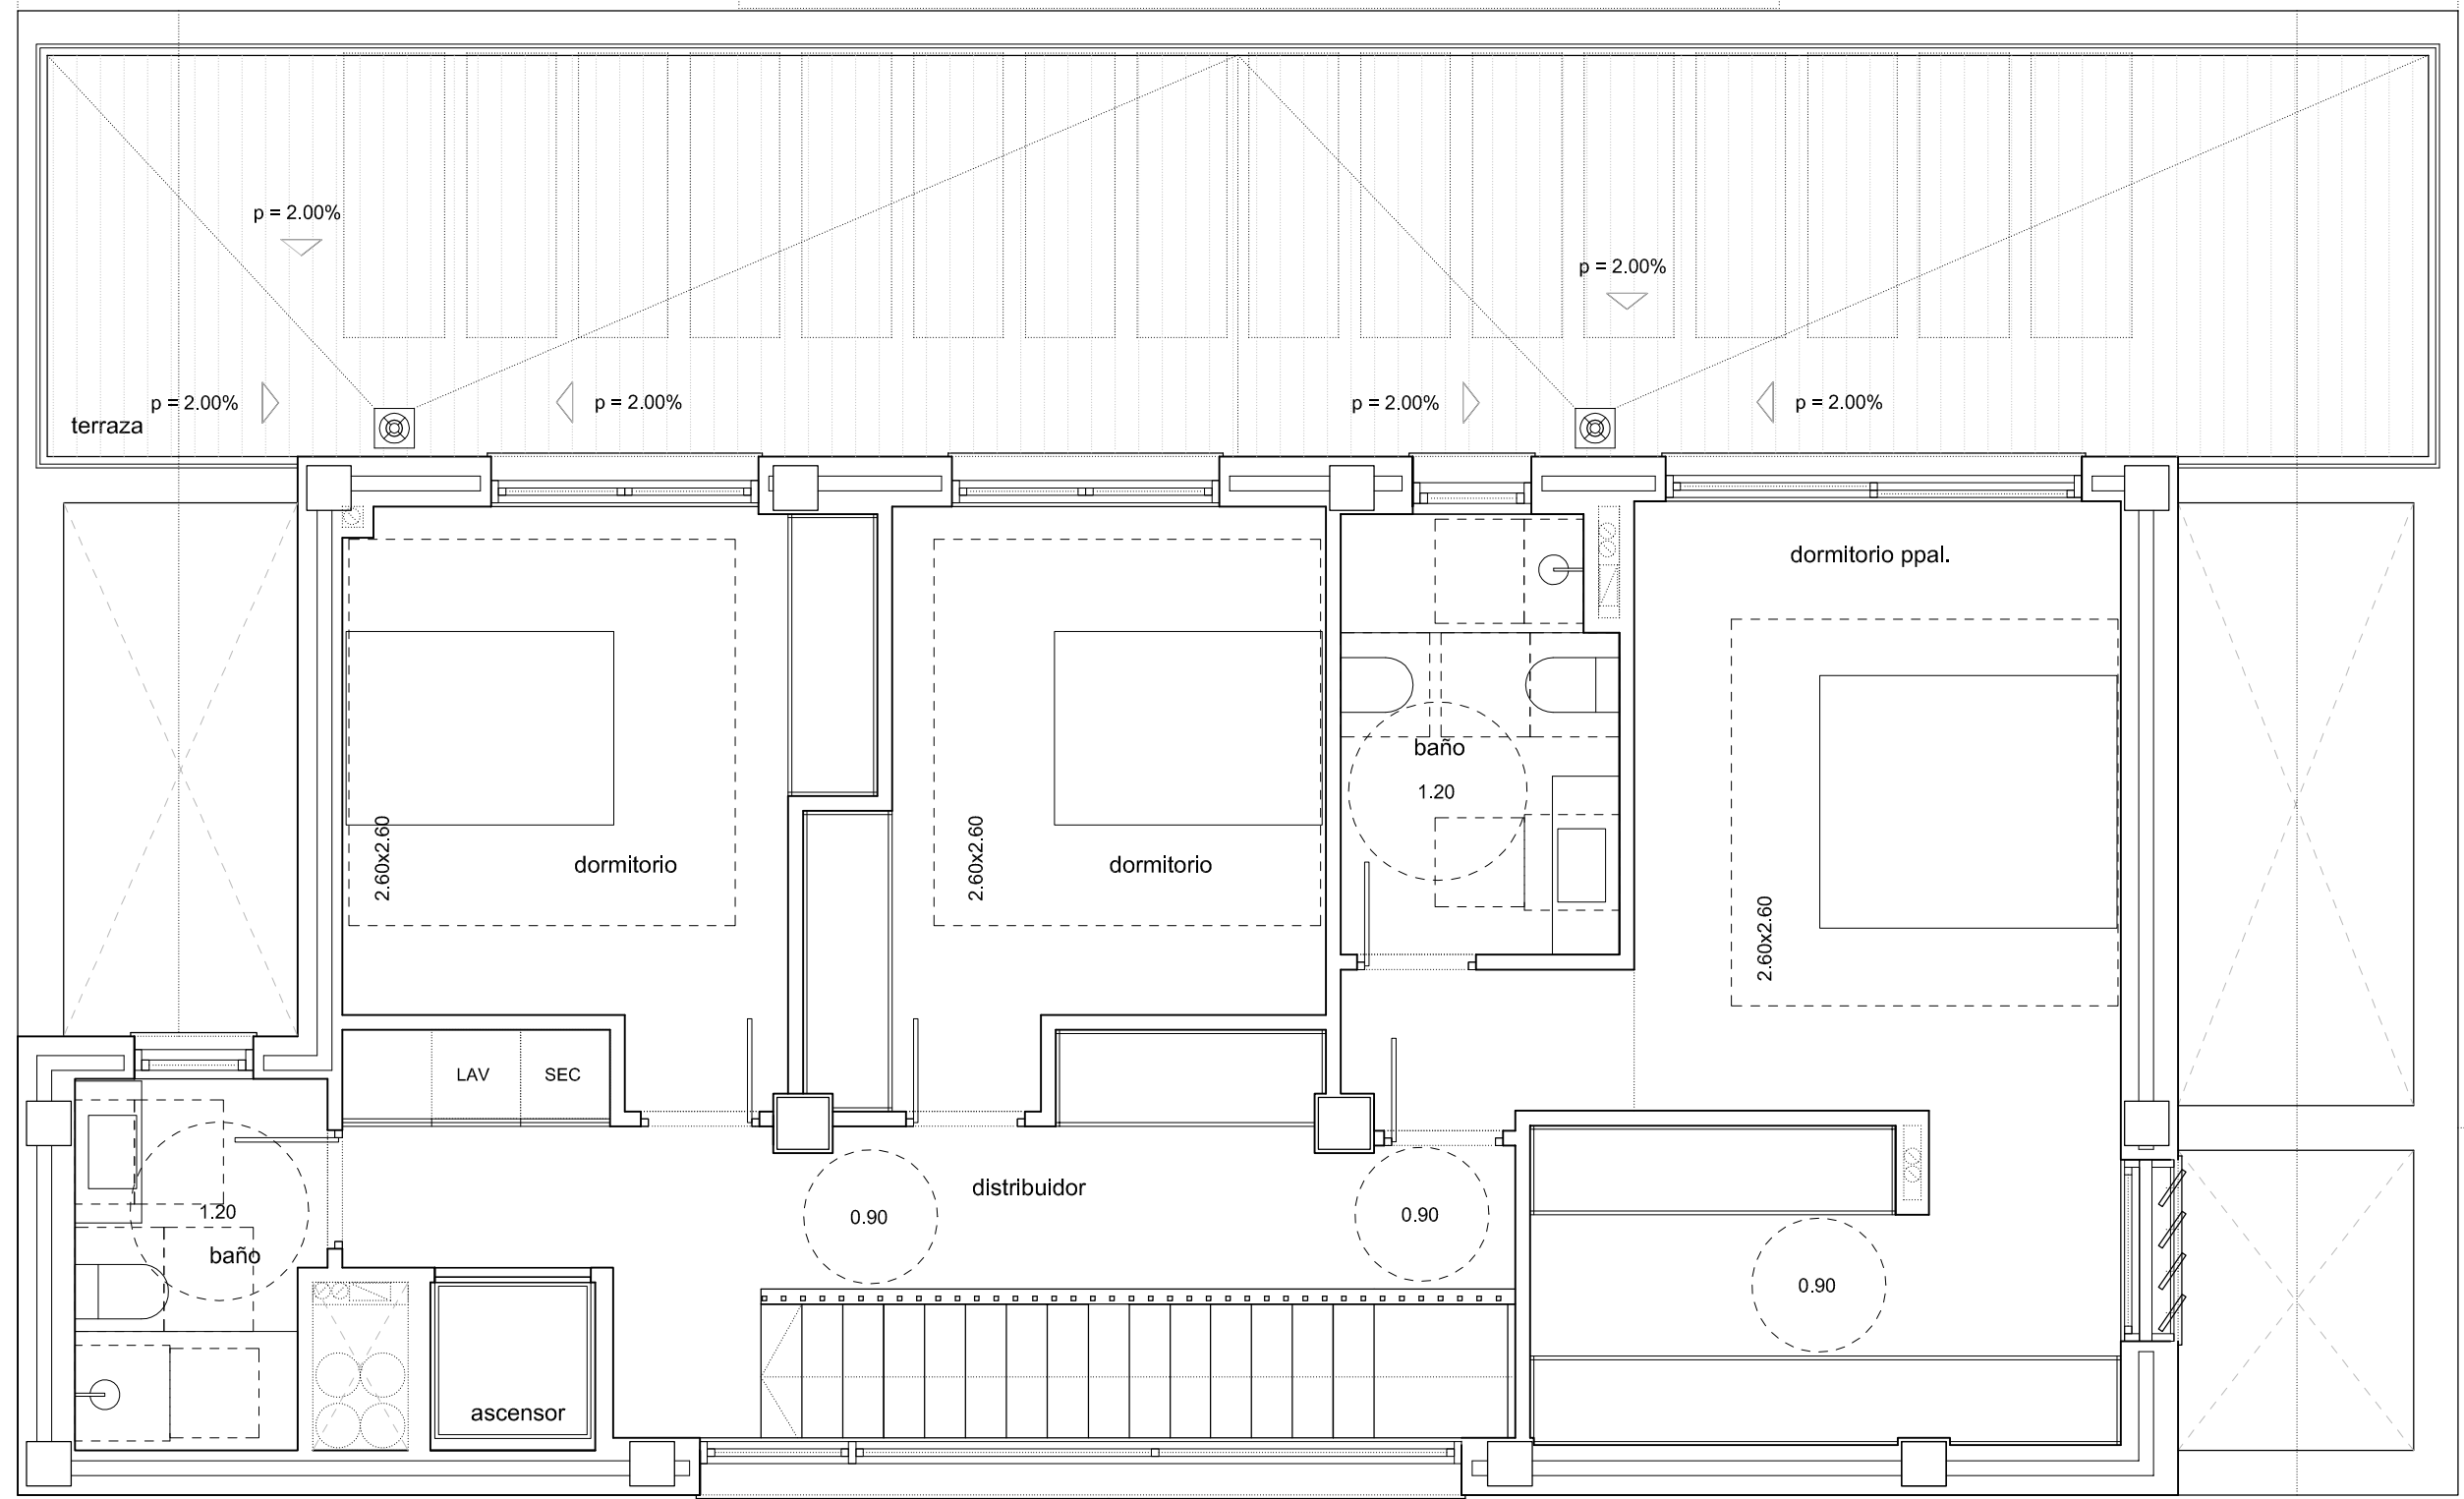 p = 2.00%
p = 2.00%
p = 2.00%
p = 2.00%
p = 2.00%
p = 2.00%
terraza
dormitorio ppal.
baño
1.20
2.60x2.60
dormitorio
2.60x2.60
dormitorio
2.60x2.60
LAV
SEC
distribuidor
1.20
0.90
0.90
baño
0.90
ascensor